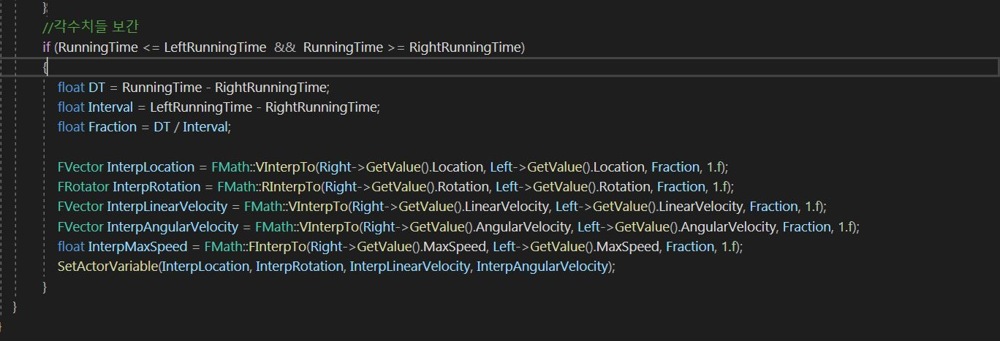 }
//각수치들 보간
if (RunningTime <= LeftRunningTime && RunningTime >= RightRunningTime)
{
float DT = RunningTime - RightRunningTime;
float Interval = LeftRunningTime - RightRunningTime;
float Fraction = DT / Interval;
FVector InterpLocation = FMath::VInterpTo(Right->GetValue().Location, Left->GetValue().Location, Fraction, 1.f);
FRotator InterpRotation = FMath::RInterpTo(Right->GetValue().Rotation, Left->GetValue().Rotation, Fraction, 1.f);
FVector InterpLinearVelocity = FMath::VInterpTo(Right->GetValue().LinearVelocity, Left->GetValue().LinearVelocity, Fraction, 1.f);
FVector InterpAngularVelocity = FMath::VInterpTo(Right->GetValue().AngularVelocity, Left->GetValue().AngularVelocity, Fraction, 1.f);
float InterpMaxSpeed = FMath::FInterpTo(Right->GetValue().MaxSpeed, Left->GetValue().MaxSpeed, Fraction, 1.f);
SetActorVariable(InterpLocation, InterpRotation, InterpLinearVelocity, InterpAngularVelocity);
}
}
}